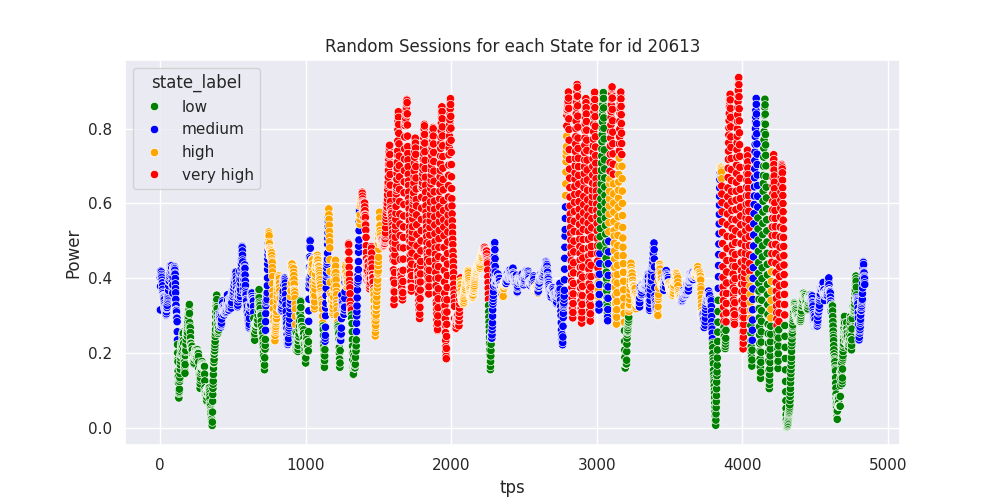 Random Sessions for each State for id 20613
state_label
low
medium
high
very high
Power
0.8
0.6
0.4
0.2
0.0
0 1000 2000 3000 4000 5000
tps